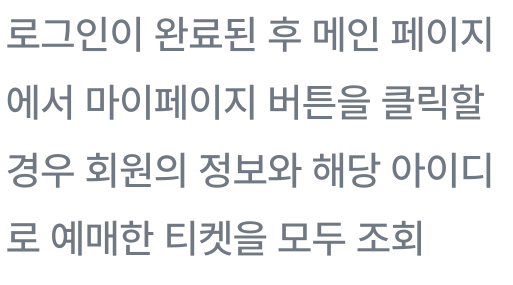 로그인이 완료된 후 메인 페이지
에서 마이페이지 버튼을 클릭할
경우 회원의 정보와 해당 아이디
로 예매한 티켓을 모두 조회